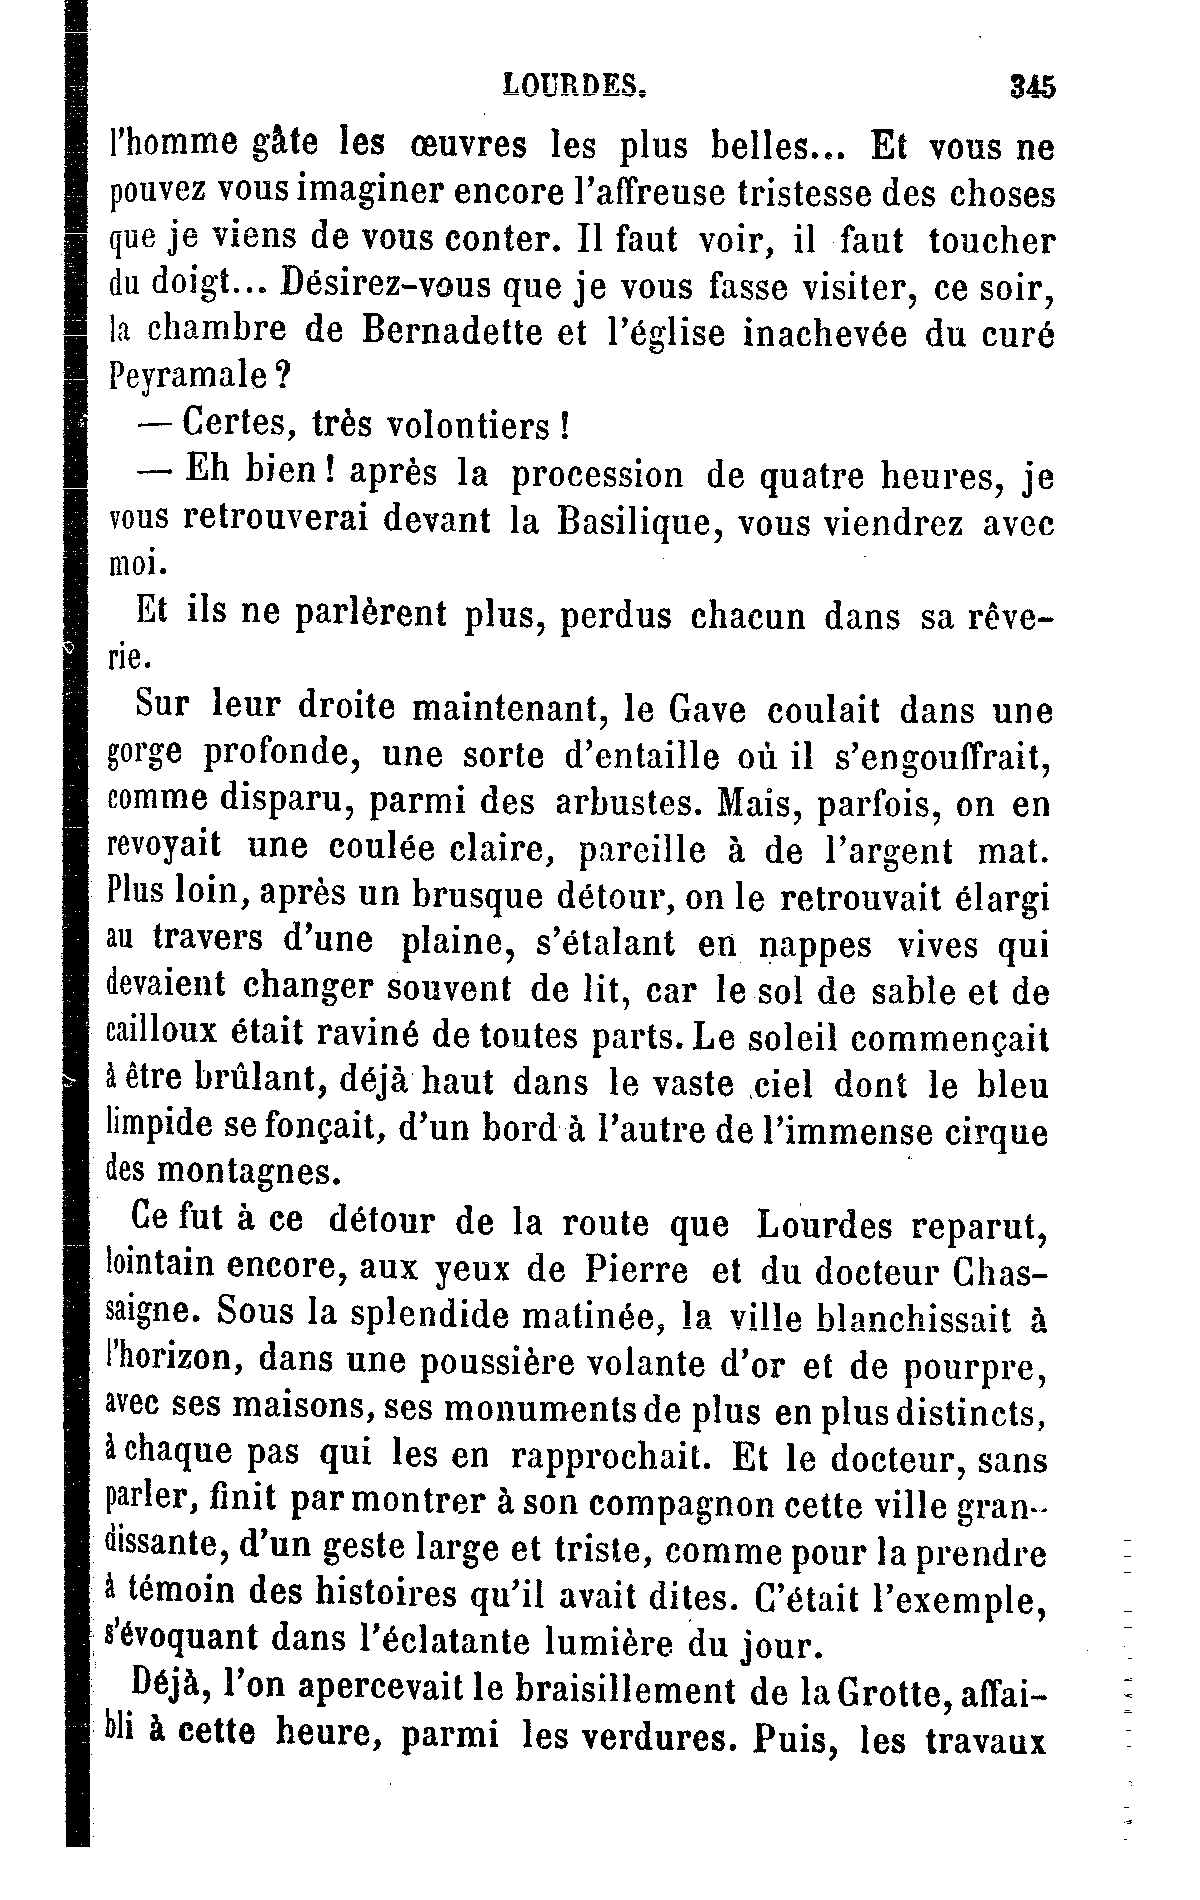 LOURDES. 345
l'homme gâte les œuvres les plus belles... Et vous ne
pouvez vous imaginer encore l'affreuse tristesse des choses
que je viens de vous conter. Il faut voir, il faut toucher
du doigt... Désirez-vous que je vous fasse visiter, ce soir,
la chambre de Bernadette et l'église inachevée du curé
Peyramale ?
— Certes, très volontiers !
— Eh bien ! après la procession de quatre heures, je
vous retrouverai devant la Basilique, vous viendrez avec
moi.
Et ils ne parlèrent plus, perdus chacun dans sa rêve-
rie.
Sur leur droite maintenant, le Gave coulait dans une
gorge profonde, une sorte d'entaille où il s'engouffrait,
comme disparu, parmi des arbustes. Mais, parfois, on en
revoyait une coulée claire, pareille à de l'argent mat.
Plus loin, après un brusque détour, on le retrouvait élargi
au travers d'une plaine, s'étalant en nappes vives qui
devaient changer souvent de lit, car le sol de sable et de
cailloux était raviné de toutes parts. Le soleil commençait
à être brûlant, déjà haut dans le vaste ciel dont le bleu
limpide se fonçait, d'un bord à l'autre de l'immense cirque
des montagnes.
Ce fut à ce détour de la route que Lourdes reparut,
lointain encore, aux yeux de Pierre et du docteur Chas-
saigne. Sous la splendide matinée, la ville blanchissait à
l'horizon, dans une poussière volante d'or et de pourpre,
avec ses maisons, ses monuments de plus en plus distincts,
à chaque pas qui les en rapprochait. Et le docteur, sans
parler, finit par montrer à son compagnon cette ville gran-
dissante, d'un geste large et triste, comme pour la prendre
à témoin des histoires qu'il avait dites. C'était l'exemple,
s'évoquant dans l'éclatante lumière du jour.
Déjà, l'on apercevait le braisillement de la Grotte, affai-
bli à cette heure, parmi les verdures. Puis, les travaux